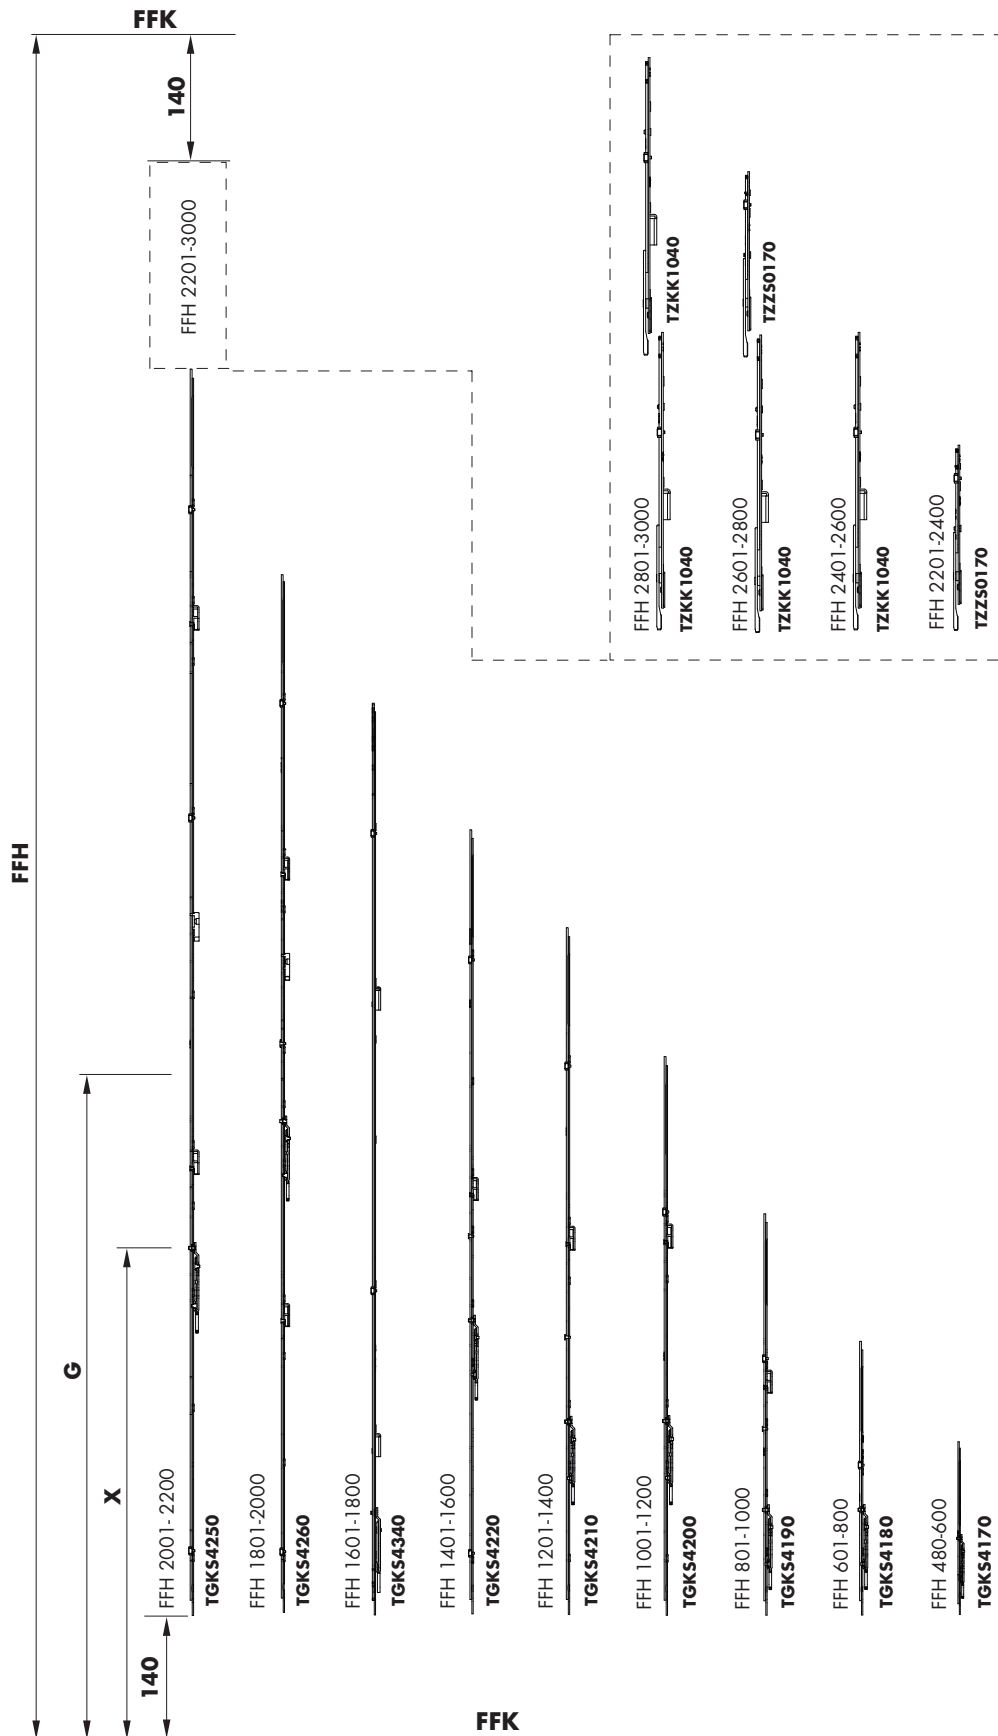 FFK
140
FFH 2201-3000
TZKK1040
TZZS0170
FFH 2801-3000
TZKK1040
FFH 2601-2800
TZKK1040
FFH 2401-2600
TZKK1040
FFH 2201-2400
TZZS0170
FFH
G
X
FFH 2001-2200
TGKS4250
FFH 1801-2000
TGKS4260
FFH 1601-1800
TGKS4340
FFH 1401-1600
TGKS4220
FFH 1201-1400
TGKS4210
FFH 1001-1200
TGKS4200
FFH 801-1000
TGKS4190
FFH 601-800
TGKS4180
FFH 480-600
TGKS4170
140
FFK